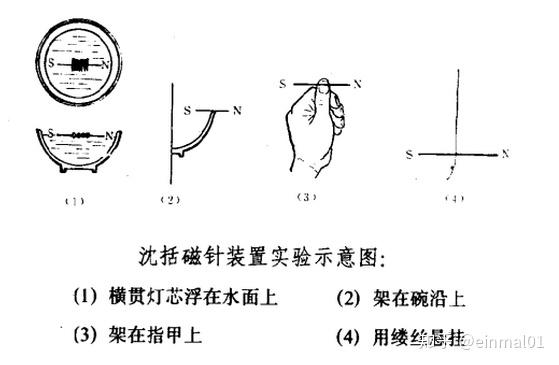 S N
S N
S N
S N
S N
(1) (2) (3) (4)
沈括磁针装置实验示意图：
(1) 横贯灯芯浮在水面上 (2) 架在碗沿上
(3) 架在指甲上 (4) 用缕丝悬挂
知乎 @einmal01